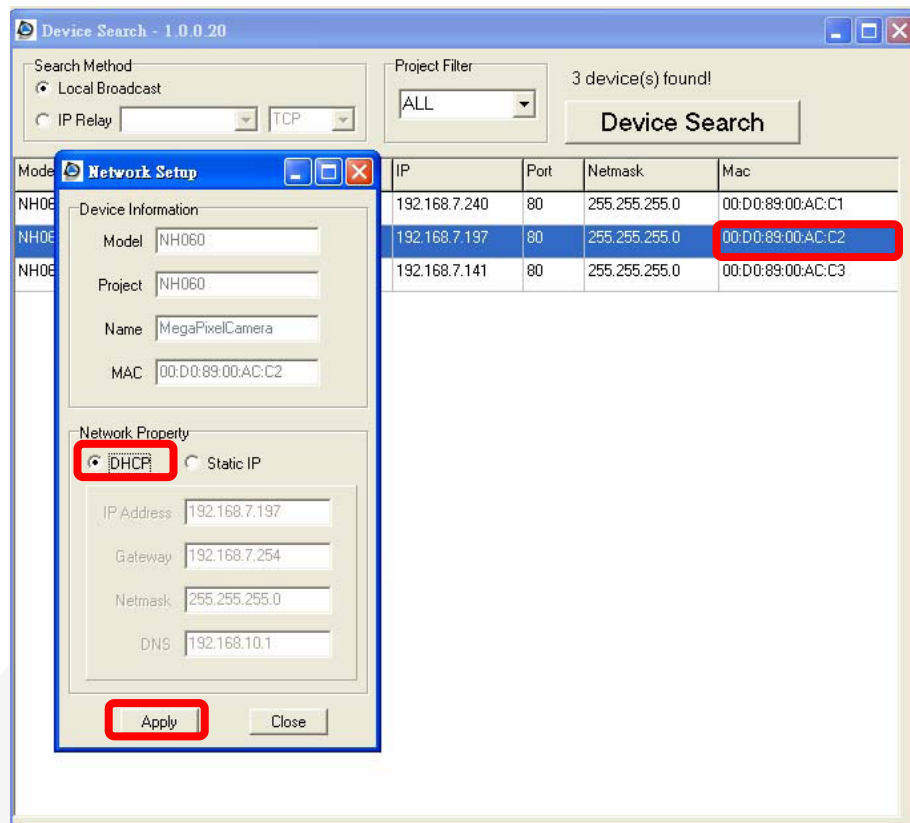 Device Search - 1.0.0.20
Search Method
Local Broadcast
IP Relay
TCP
Project Filter
ALL
3 device(s) found!
Device Search
Mode
IP
Port
Netmask
Mac
NH06
192.168.7.240
80
255.255.255.0
00:D0:89:00:AC:C1
NH06
192.168.7.197
80
255.255.255.0
00:D0:89:00:AC:C2
NH06
192.168.7.141
80
255.255.255.0
00:D0:89:00:AC:C3
Network Setup
Device Information
Model NH060
Project NH060
Name MegaPixelCamera
MAC 00:D0:89:00:AC:C2
Network Property
DHCP Static IP
IP Address 192.168.7.197
Gateway 192.168.7.254
Netmask 255.255.255.0
DNS 192.168.10.1
Apply Close